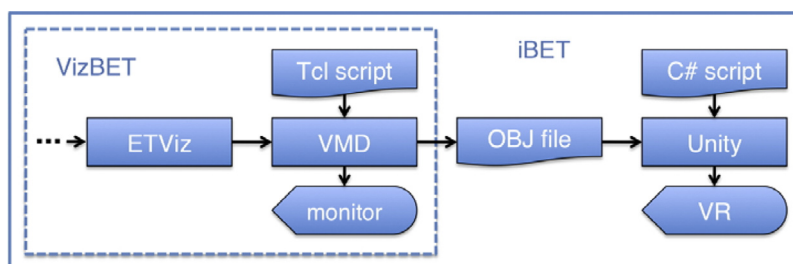 VizBET
Tcl script
iBET
C# script
... ETViz
VMD
OBJ file
Unity
monitor
VR